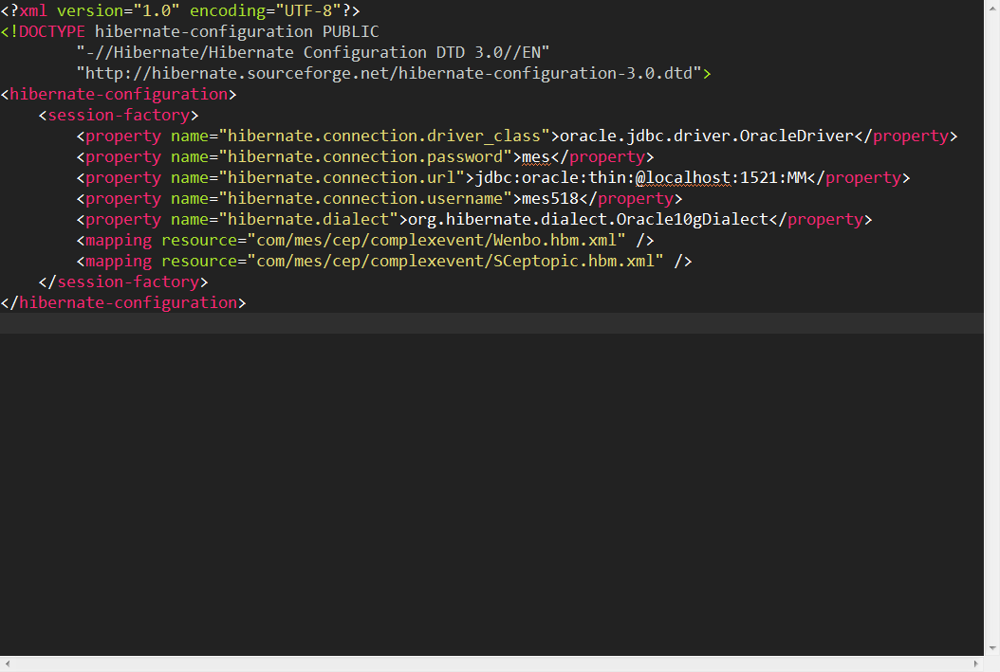 <?xml version="1.0" encoding="UTF-8"?>
<!DOCTYPE hibernate-configuration PUBLIC
        "-//Hibernate/Hibernate Configuration DTD 3.0//EN"
        "http://hibernate.sourceforge.net/hibernate-configuration-3.0.dtd">
<hibernate-configuration>
    <session-factory>
        <property name="hibernate.connection.driver_class">oracle.jdbc.driver.OracleDriver</property>
        <property name="hibernate.connection.password">mes</property>
        <property name="hibernate.connection.url">jdbc:oracle:thin:@localhost:1521:MM</property>
        <property name="hibernate.connection.username">mes518</property>
        <property name="hibernate.dialect">org.hibernate.dialect.Oracle10gDialect</property>
        <mapping resource="com/mes/cep/complexevent/Wenbo.hbm.xml" />
        <mapping resource="com/mes/cep/complexevent/SCeptopic.hbm.xml" />
    </session-factory>
</hibernate-configuration>